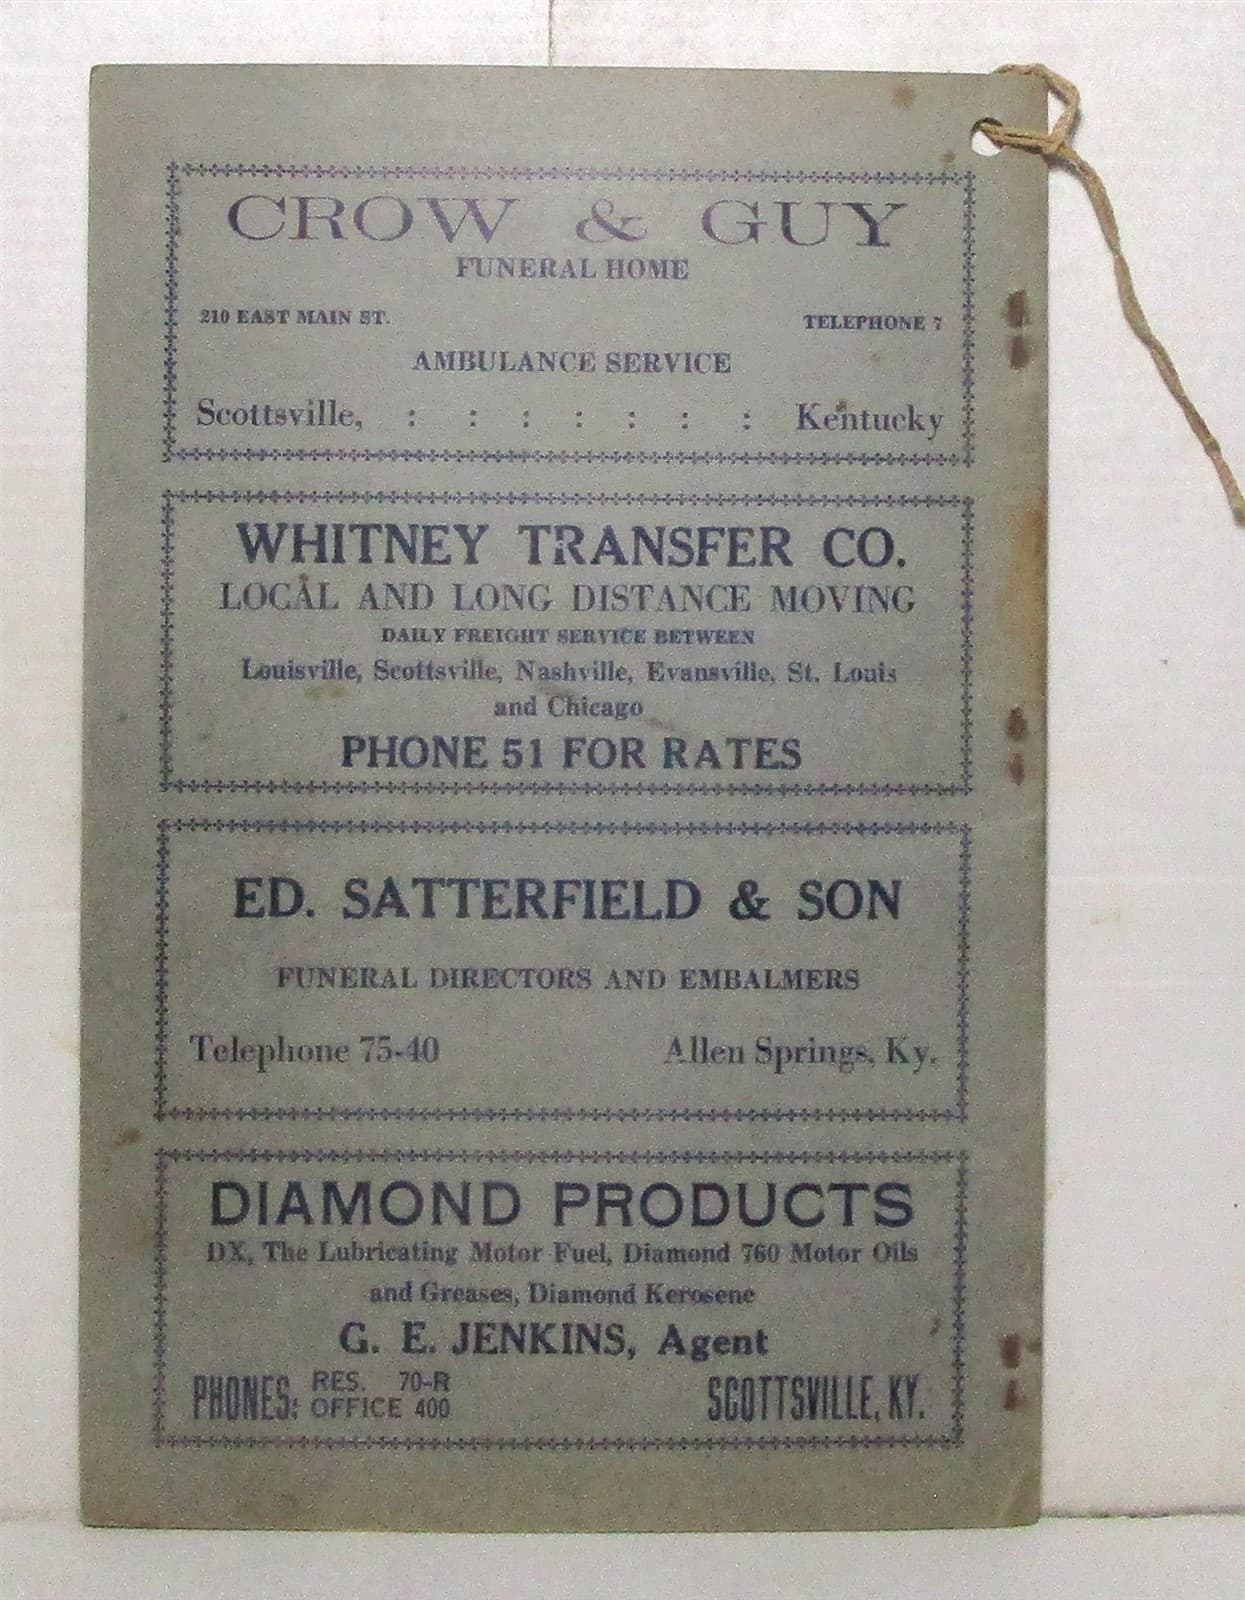 CROW & GUY
FUNERAL HOME
210 EAST MAIN ST. TELEPHONE 7
AMBULANCE SERVICE
Scottsville, : : : : : : : Kentucky
WHITNEY TRANSFER CO.
LOCAL AND LONG DISTANCE MOVING
DAILY FREIGHT SERVICE BETWEEN
Louisville, Scottsville, Nashville, Evansville, St. Louis
and Chicago
PHONE 51 FOR RATES
ED. SATTERFIELD & SON
FUNERAL DIRECTORS AND EMBALMERS
Telephone 75-40 Allen Springs, Ky.
DIAMOND PRODUCTS
DX, The Lubricating Motor Fuel, Diamond 760 Motor Oils
and Greases, Diamond Kerosene
G. E. JENKINS, Agent
PHONES: RES. 70-R
OFFICE 400
SCOTTSVILLE, KY.